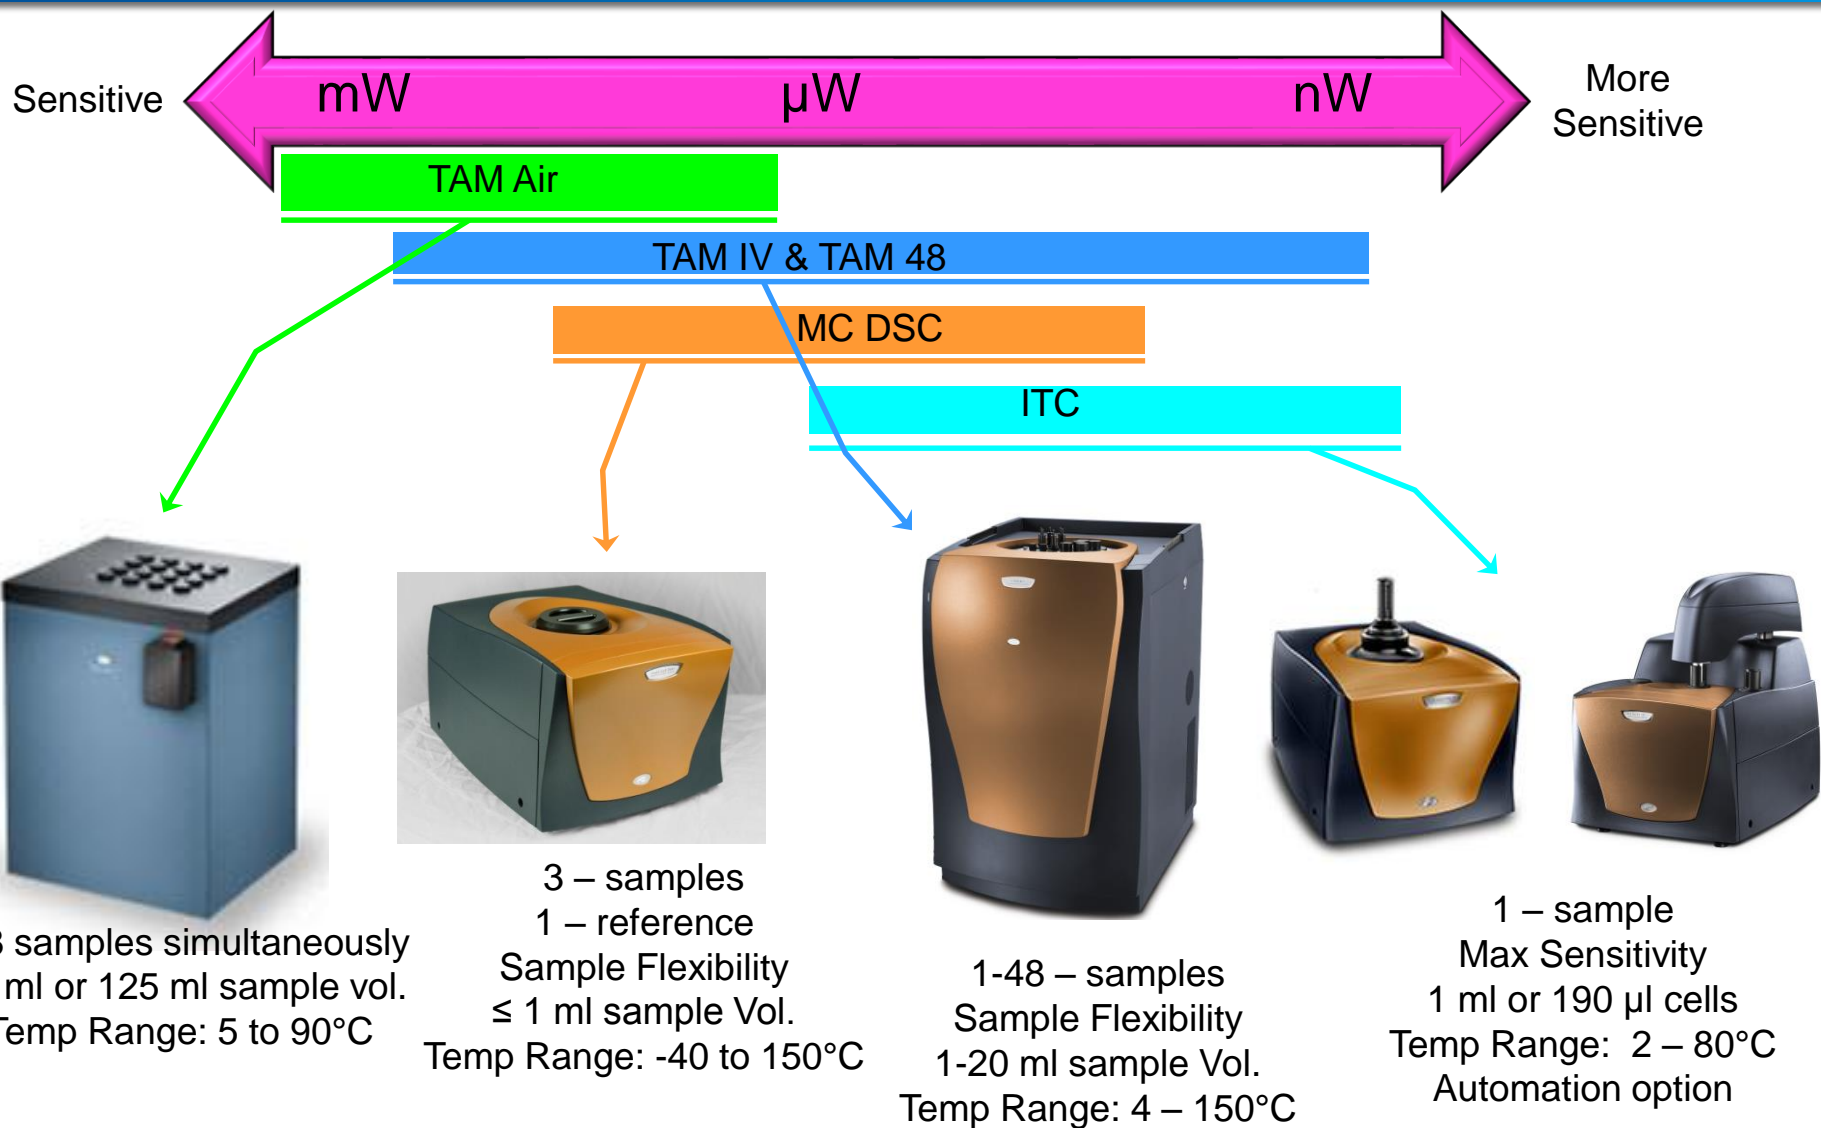 Sensitive
mW
µW
nW
More
Sensitive
TAM Air
TAM IV & TAM 48
MC DSC
ITC
samples simultaneously
ml or 125 ml sample vol.
Temp Range: 5 to 90°C
3 – samples
1 – reference
Sample Flexibility
≤ 1 ml sample Vol.
Temp Range: -40 to 150°C
1-48 – samples
Sample Flexibility
1-20 ml sample Vol.
Temp Range: 4 – 150°C
1 – sample
Max Sensitivity
1 ml or 190 µl cells
Temp Range: 2 – 80°C
Automation option